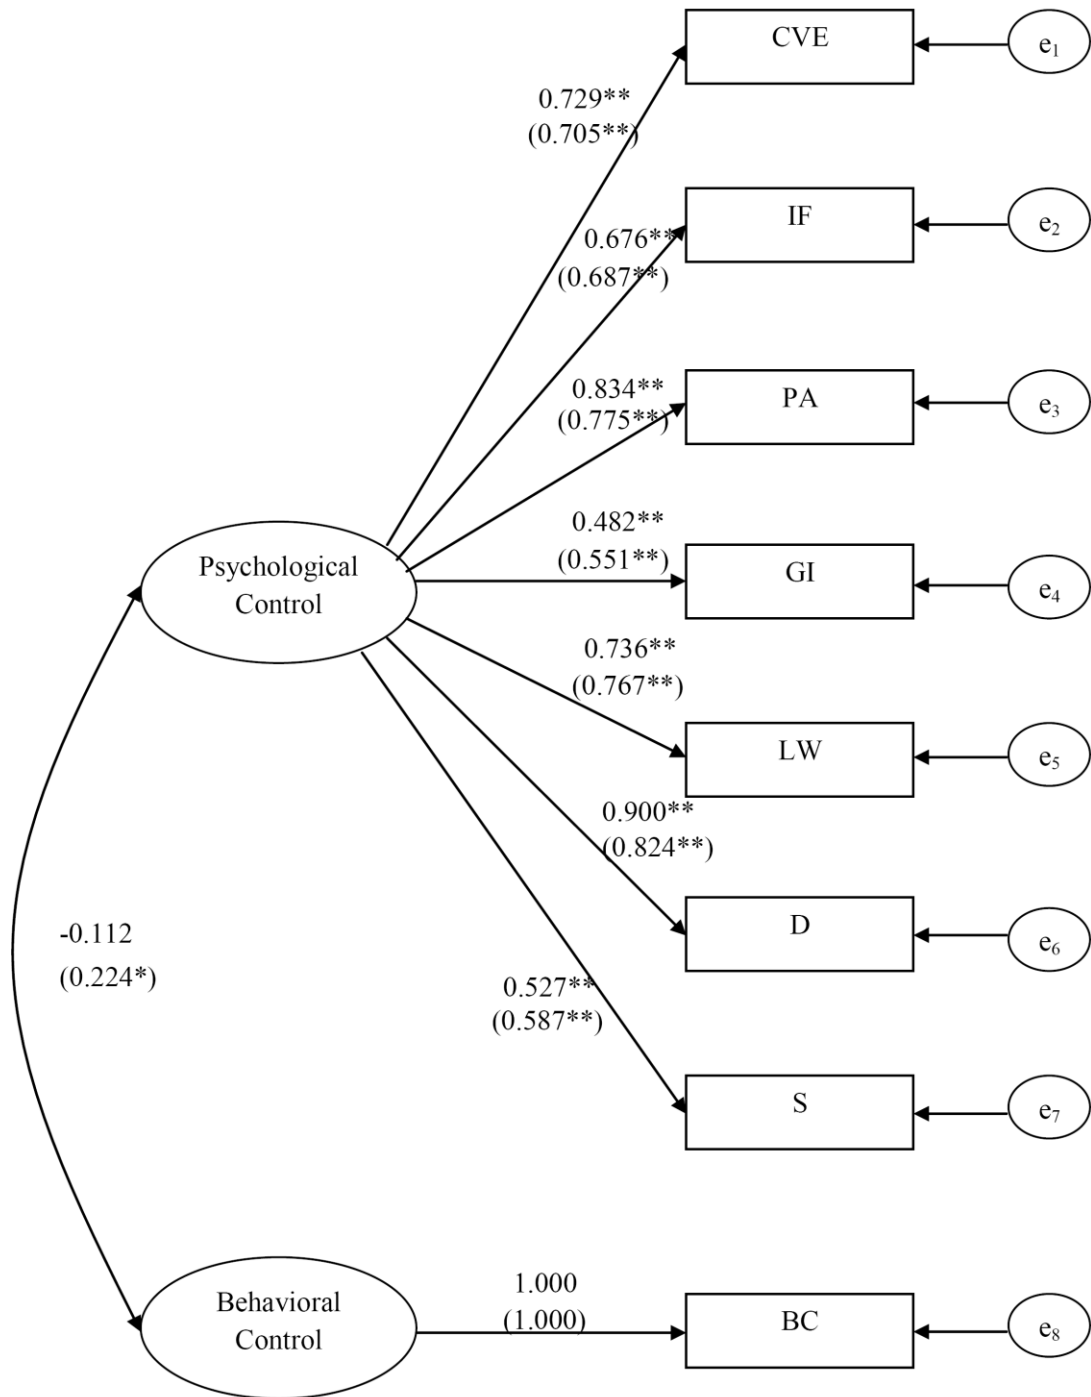 CVE
e₁
0.729**
(0.705**)
IF
e₂
0.676**
(0.687**)
PA
e₃
0.834**
(0.775**)
0.482**
(0.551**)
GI
e₄
Psychological
Control
0.736**
(0.767**)
LW
e₅
0.900**
(0.824**)
D
e₆
-0.112
(0.224*)
0.527**
(0.587**)
S
e₇
Behavioral
Control
1.000
(1.000)
BC
e₈